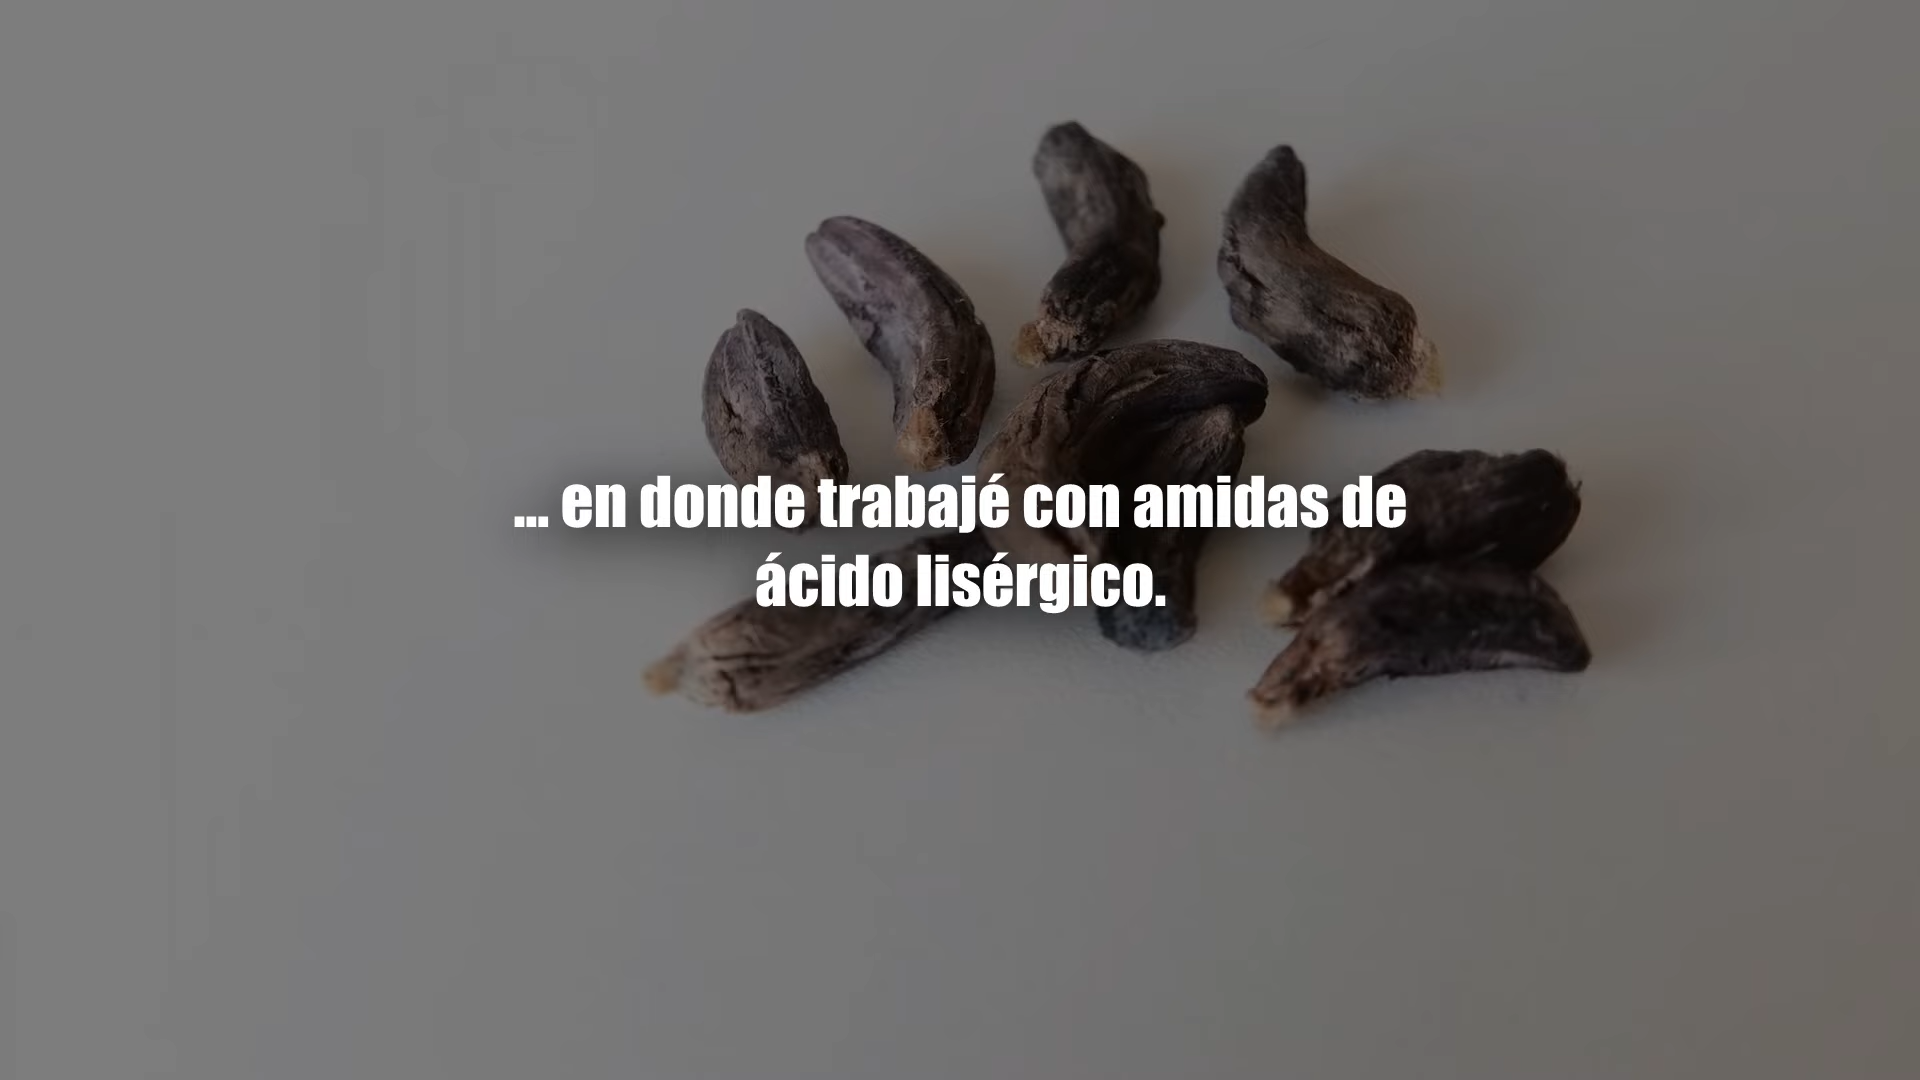 ... en donde trabajé con amidas de
ácido lisérgico.